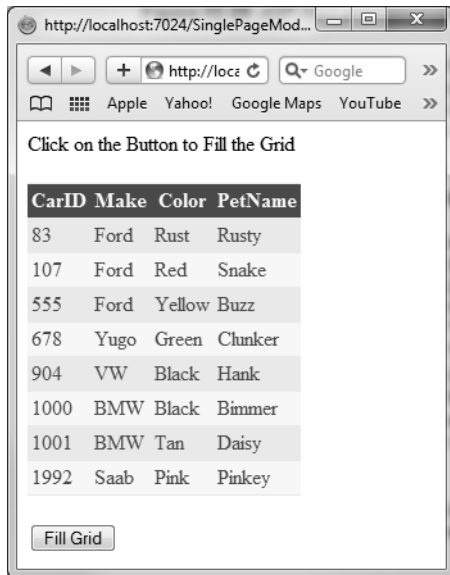 http://localhost:7024/SinglePageMod...
http://loca Google
Apple Yahoo! Google Maps YouTube
Click on the Button to Fill the Grid
CarID Make Color PetName
83 Ford Rust Rusty
107 Ford Red Snake
555 Ford Yellow Buzz
678 Yugo Green Clunker
904 VW Black Hank
1000 BMW Black Bimmer
1001 BMW Tan Daisy
1992 Saab Pink Pinkey
Fill Grid